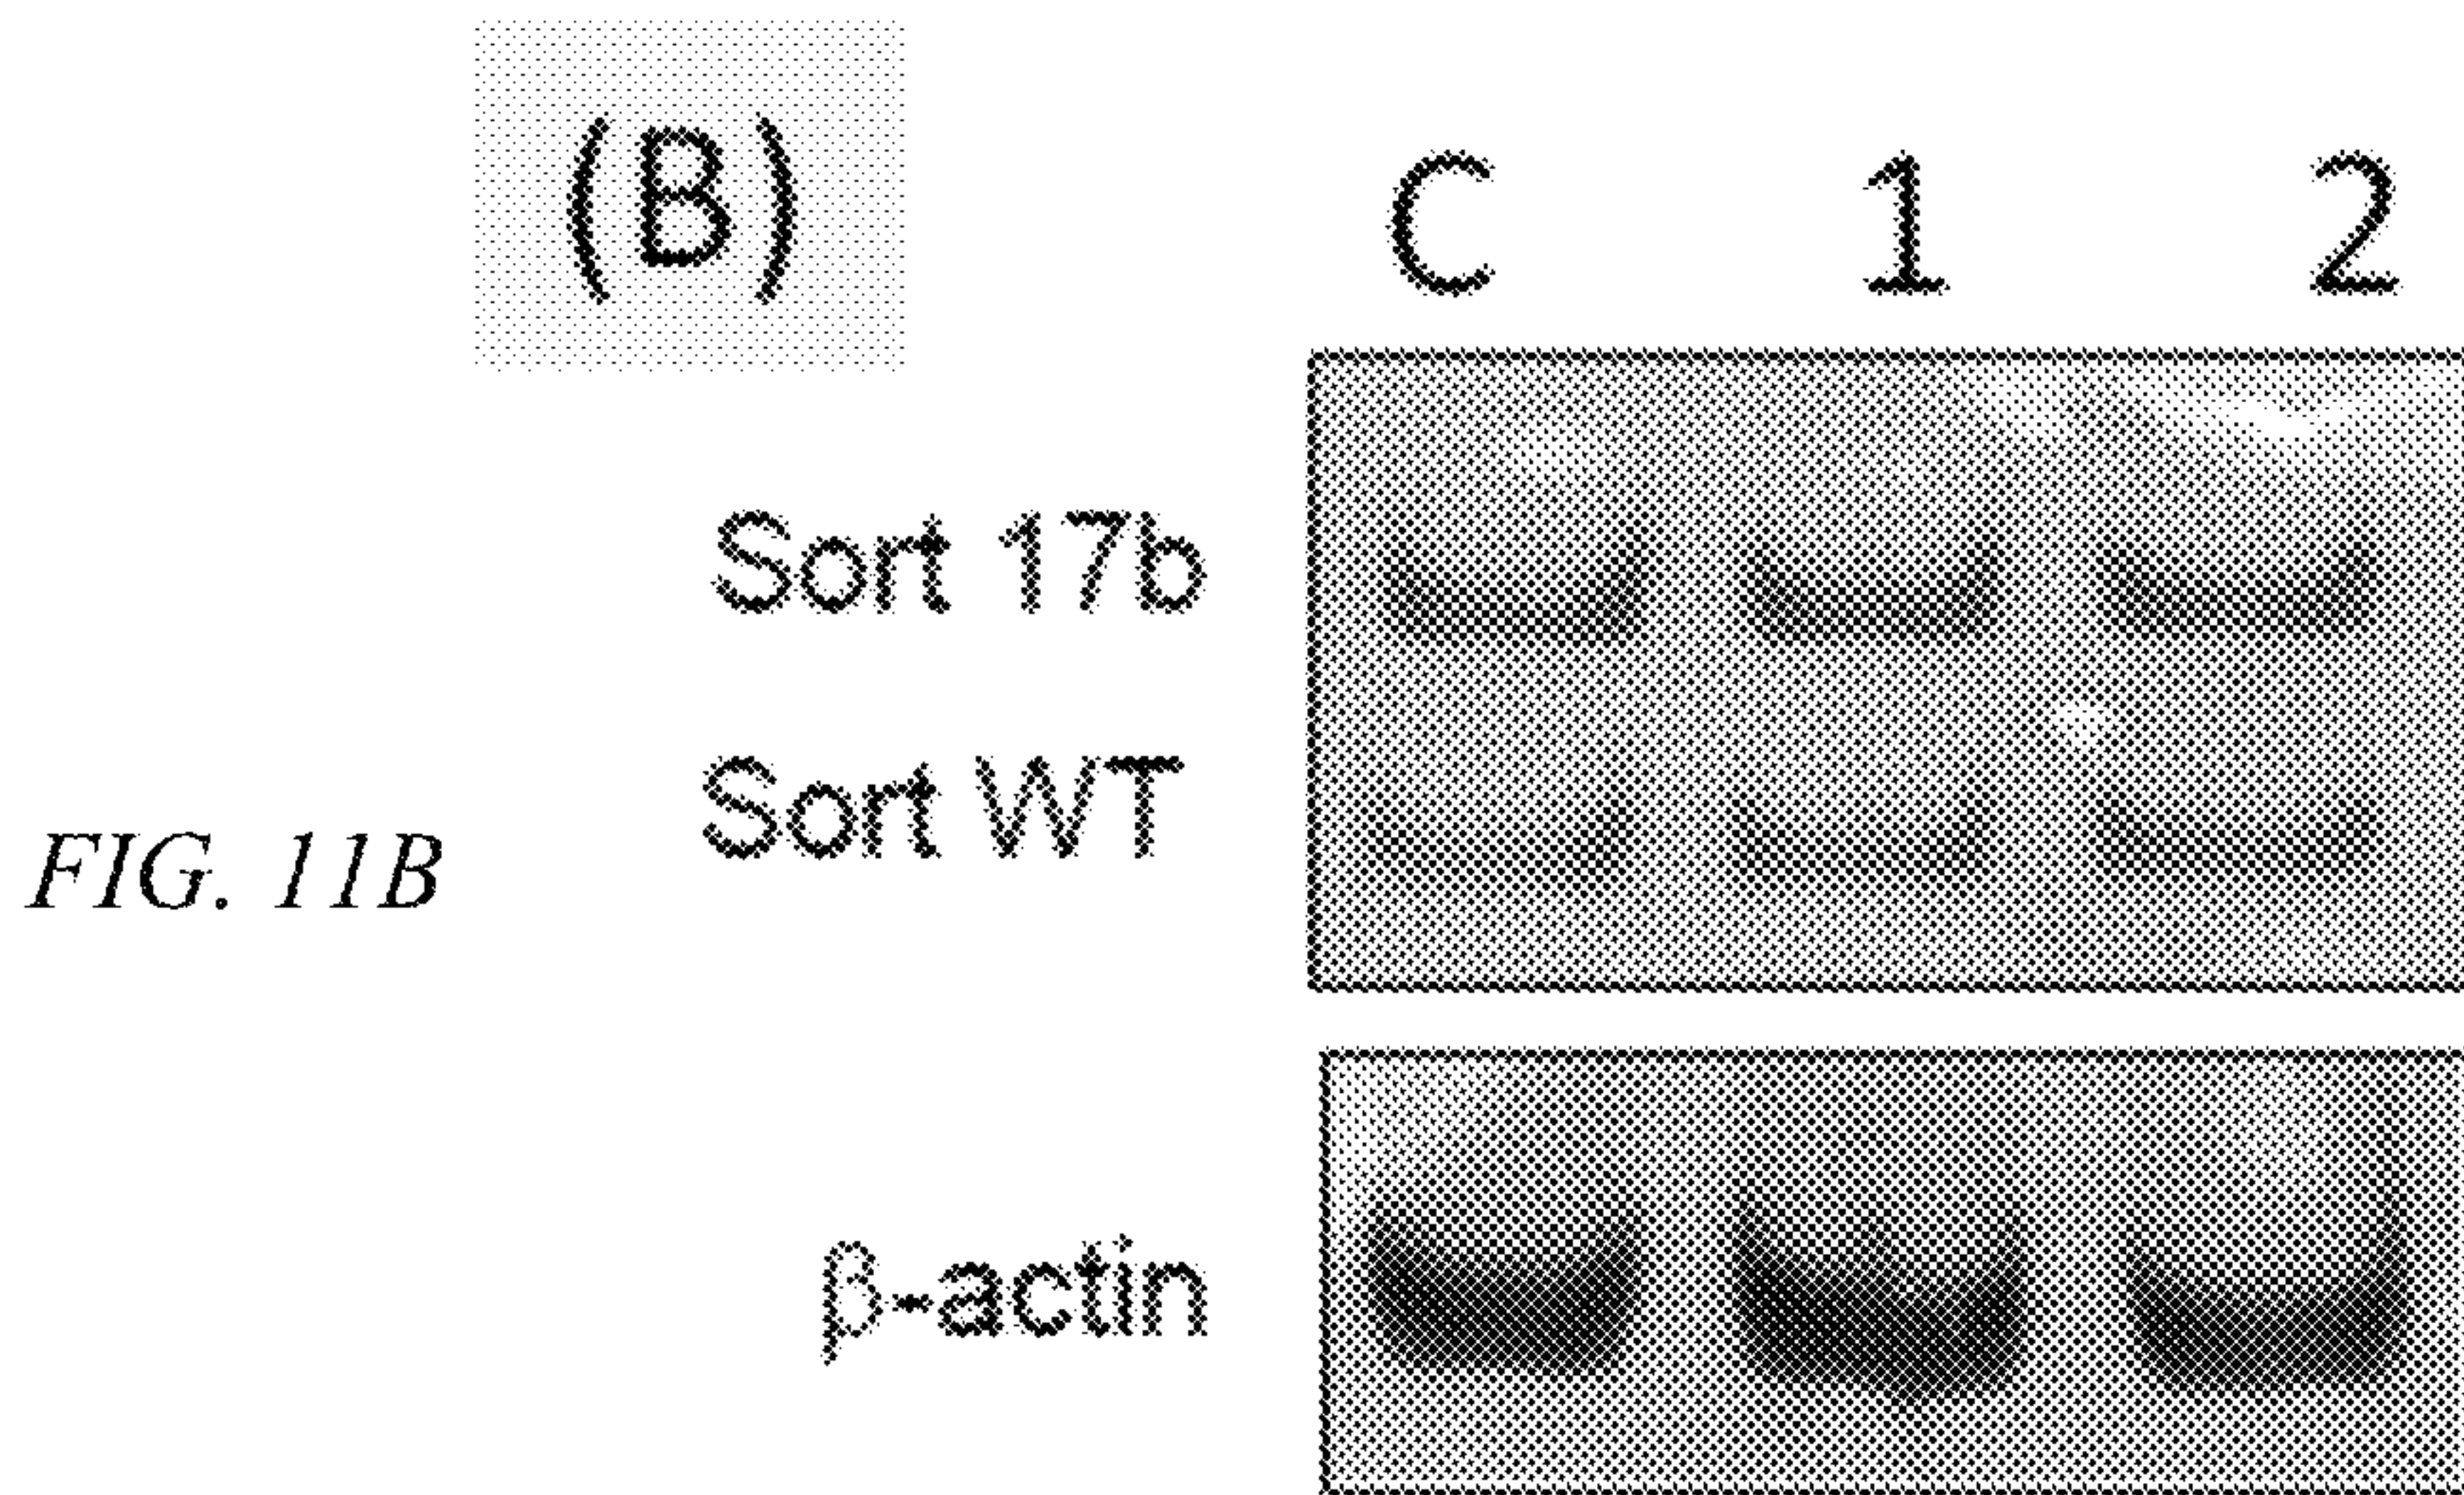 (B)
C 1 2
Sort 17b
Sort WT
FIG. 11B
β-actin